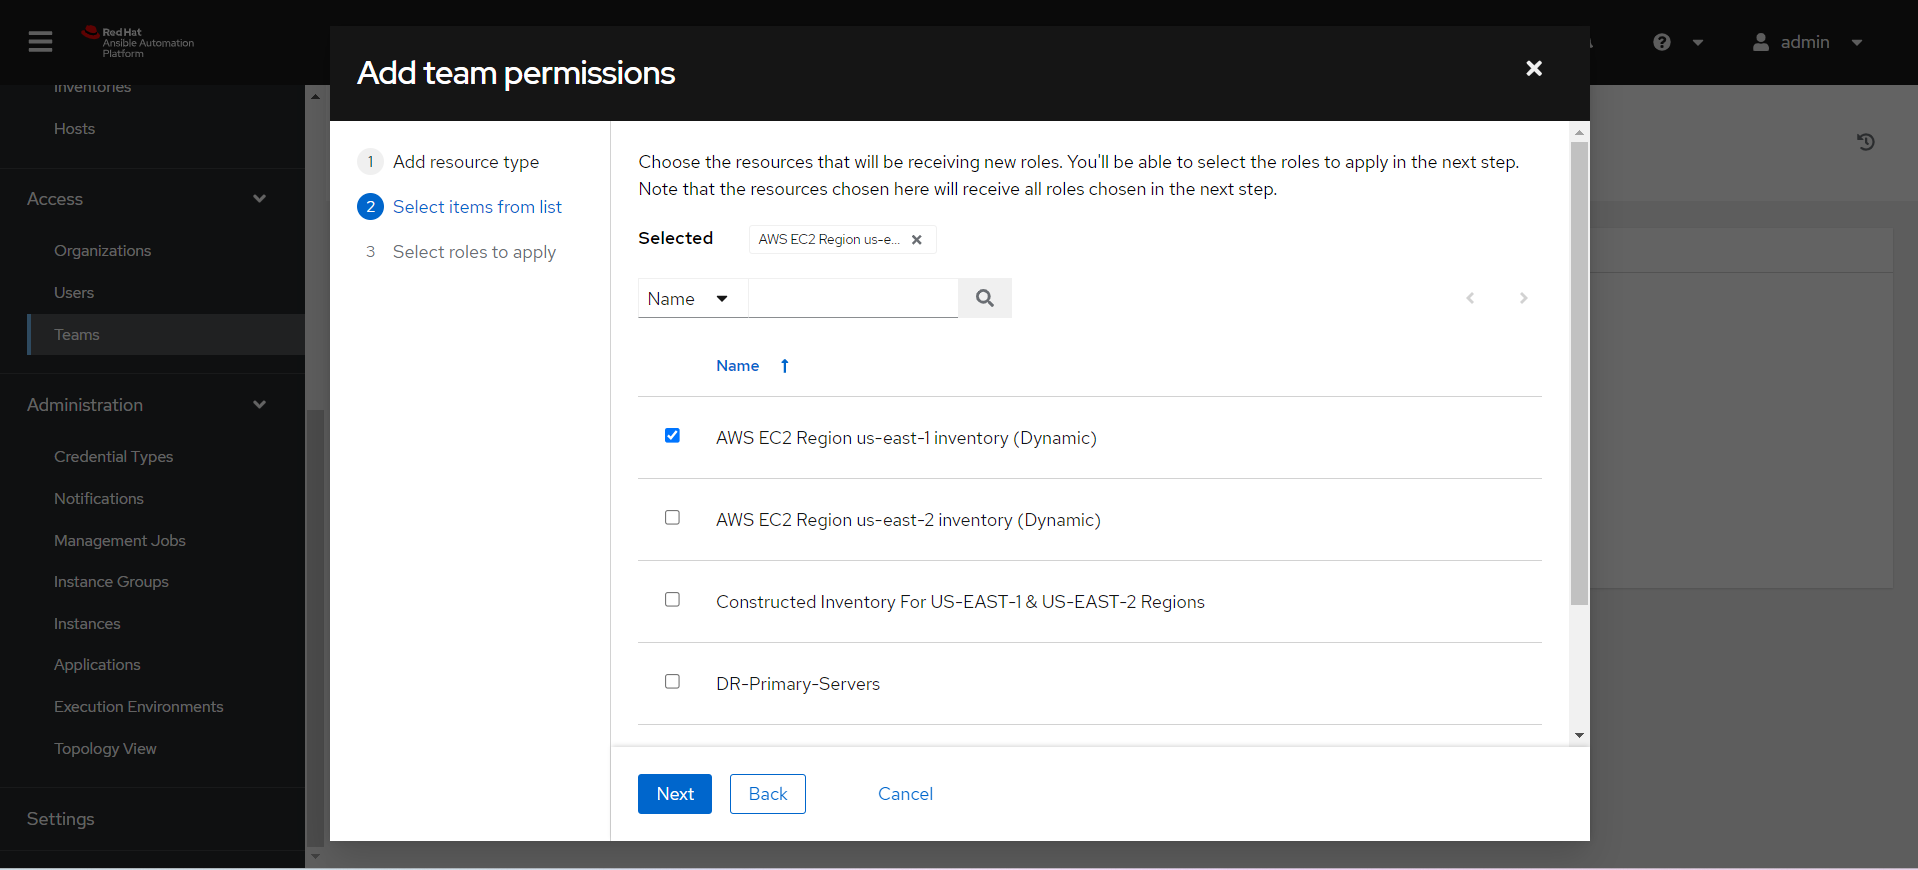 Red Hat
Ansible Automation
Platform
admin
Inventories
Hosts
Access
Organizations
Users
Teams
Administration
Credential Types
Notifications
Management Jobs
Instance Groups
Instances
Applications
Execution Environments
Topology View
Settings
Add team permissions
1 Add resource type
2 Select items from list
3 Select roles to apply
Choose the resources that will be receiving new roles. You'll be able to select the roles to apply in the next step.
Note that the resources chosen here will receive all roles chosen in the next step.
Selected AWS EC2 Region us-e...
Name
Name
AWS EC2 Region us-east-1 inventory (Dynamic)
AWS EC2 Region us-east-2 inventory (Dynamic)
Constructed Inventory For US-EAST-1 & US-EAST-2 Regions
DR-Primary-Servers
Next Back Cancel